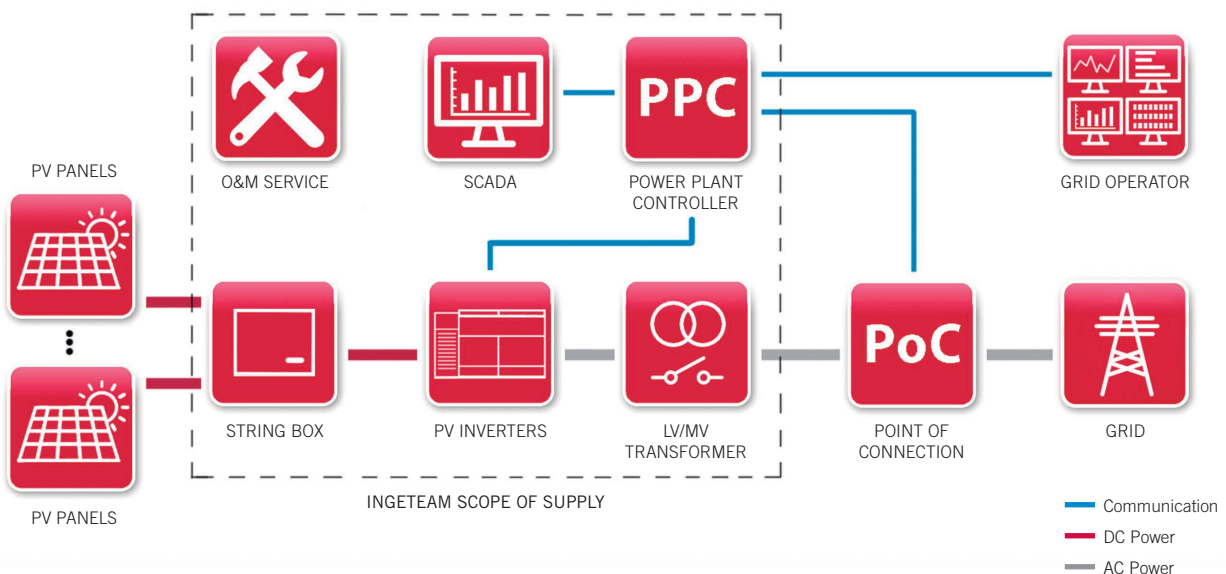 PPC
PV PANELS
O&M SERVICE
SCADA
POWER PLANT
CONTROLLER
GRID OPERATOR
PoC
STRING BOX
PV INVERTERS
LV/MV
TRANSFORMER
POINT OF
CONNECTION
GRID
INGETEAM SCOPE OF SUPPLY
PV PANELS
Communication
DC Power
AC Power